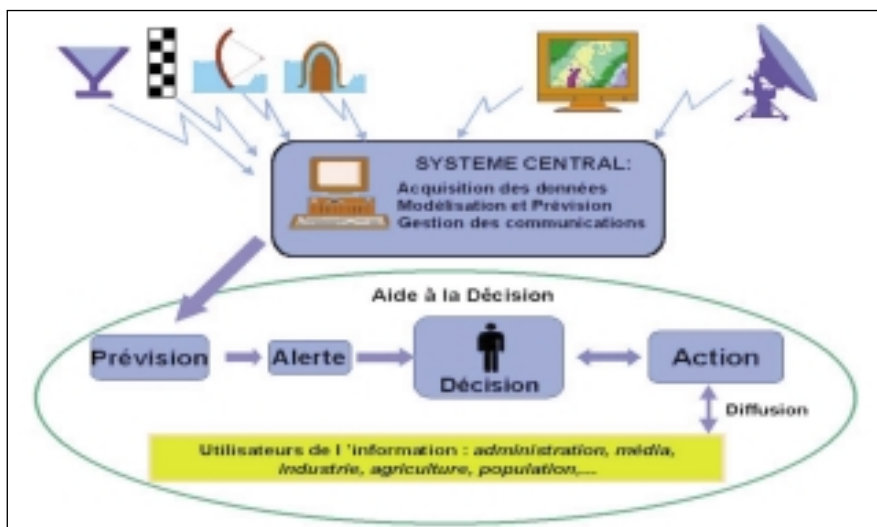 SYSTEME CENTRAL:
Acquisition des données
Modélisation et Prévision
Gestion des communications
Aide à la Décision
Prévision
Alerte
Décision
Action
Diffusion
Utilisateurs de l 'information : administration, média,
industrie, agriculture, population,...